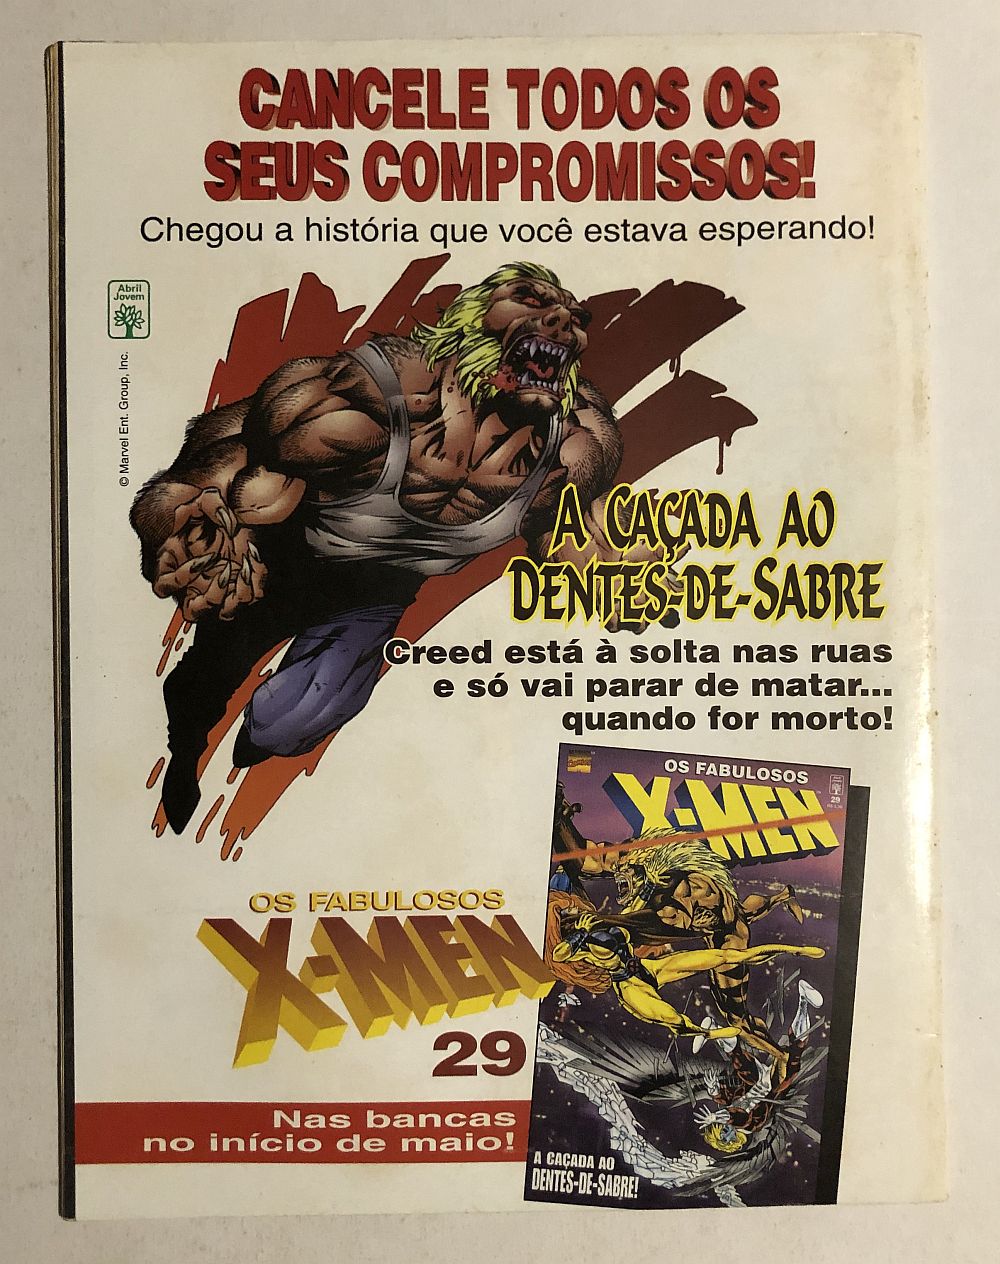 CANCELE TODOS OS
SEUS COMPROMISSOS!
Chegou a história que você estava esperando!
Abril
Jovem
© Marvel Ent. Group, Inc.
A CAÇADA AO
DENTES-DE-SABRE
Creed está à solta nas ruas
e só vai parar de matar...
quando for morto!
OS FABULOSOS
X-MEN
29
A CAÇADA AO
DENTES-DE-SABRE!
OS FABULOSOS
X-MEN
29
Nas bancas
no início de maio!